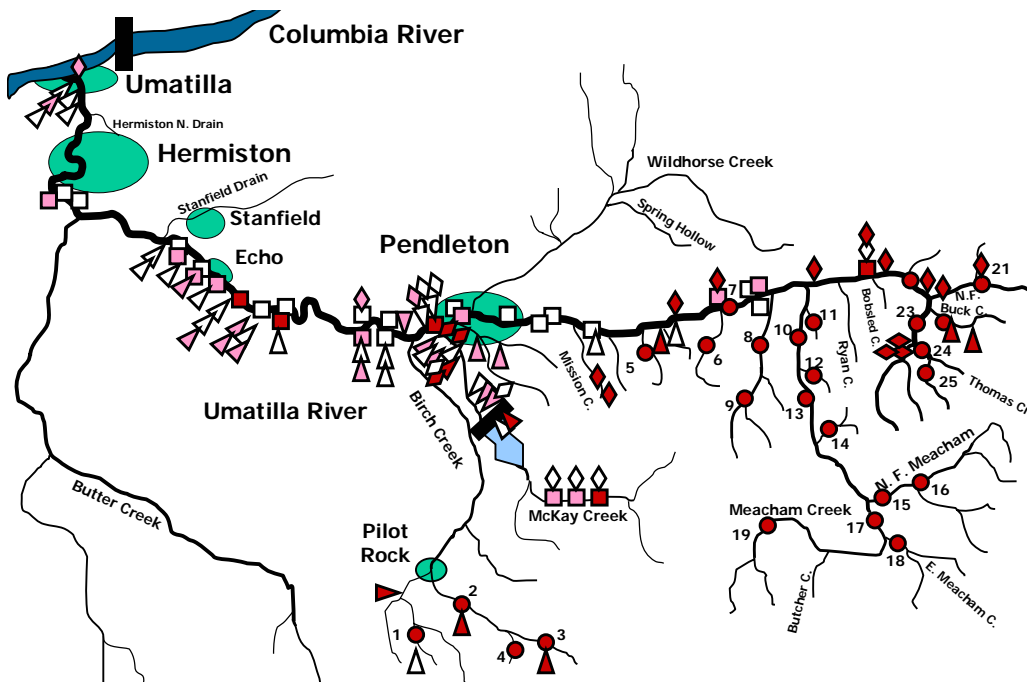 Columbia River
Umatilla
Hermiston N. Drain
Hermiston
Wildhorse Creek
Stanfield Drain
Spring Hollow
Stanfield
Pendleton
Echo
21
N.F.
7
Bobsled C.
23
Buck C.
11
10
8
6
5
Mission C.
Ryan C.
24
12
25
Thomas Cr
Umatilla River
Birch Creek
9
13
14
N. F. Meacham
16
15
Butter Creek
McKay Creek
Meacham Creek
17
19
18
Pilot
Rock
E. Meacham C.
Butcher C.
2
1
3
4